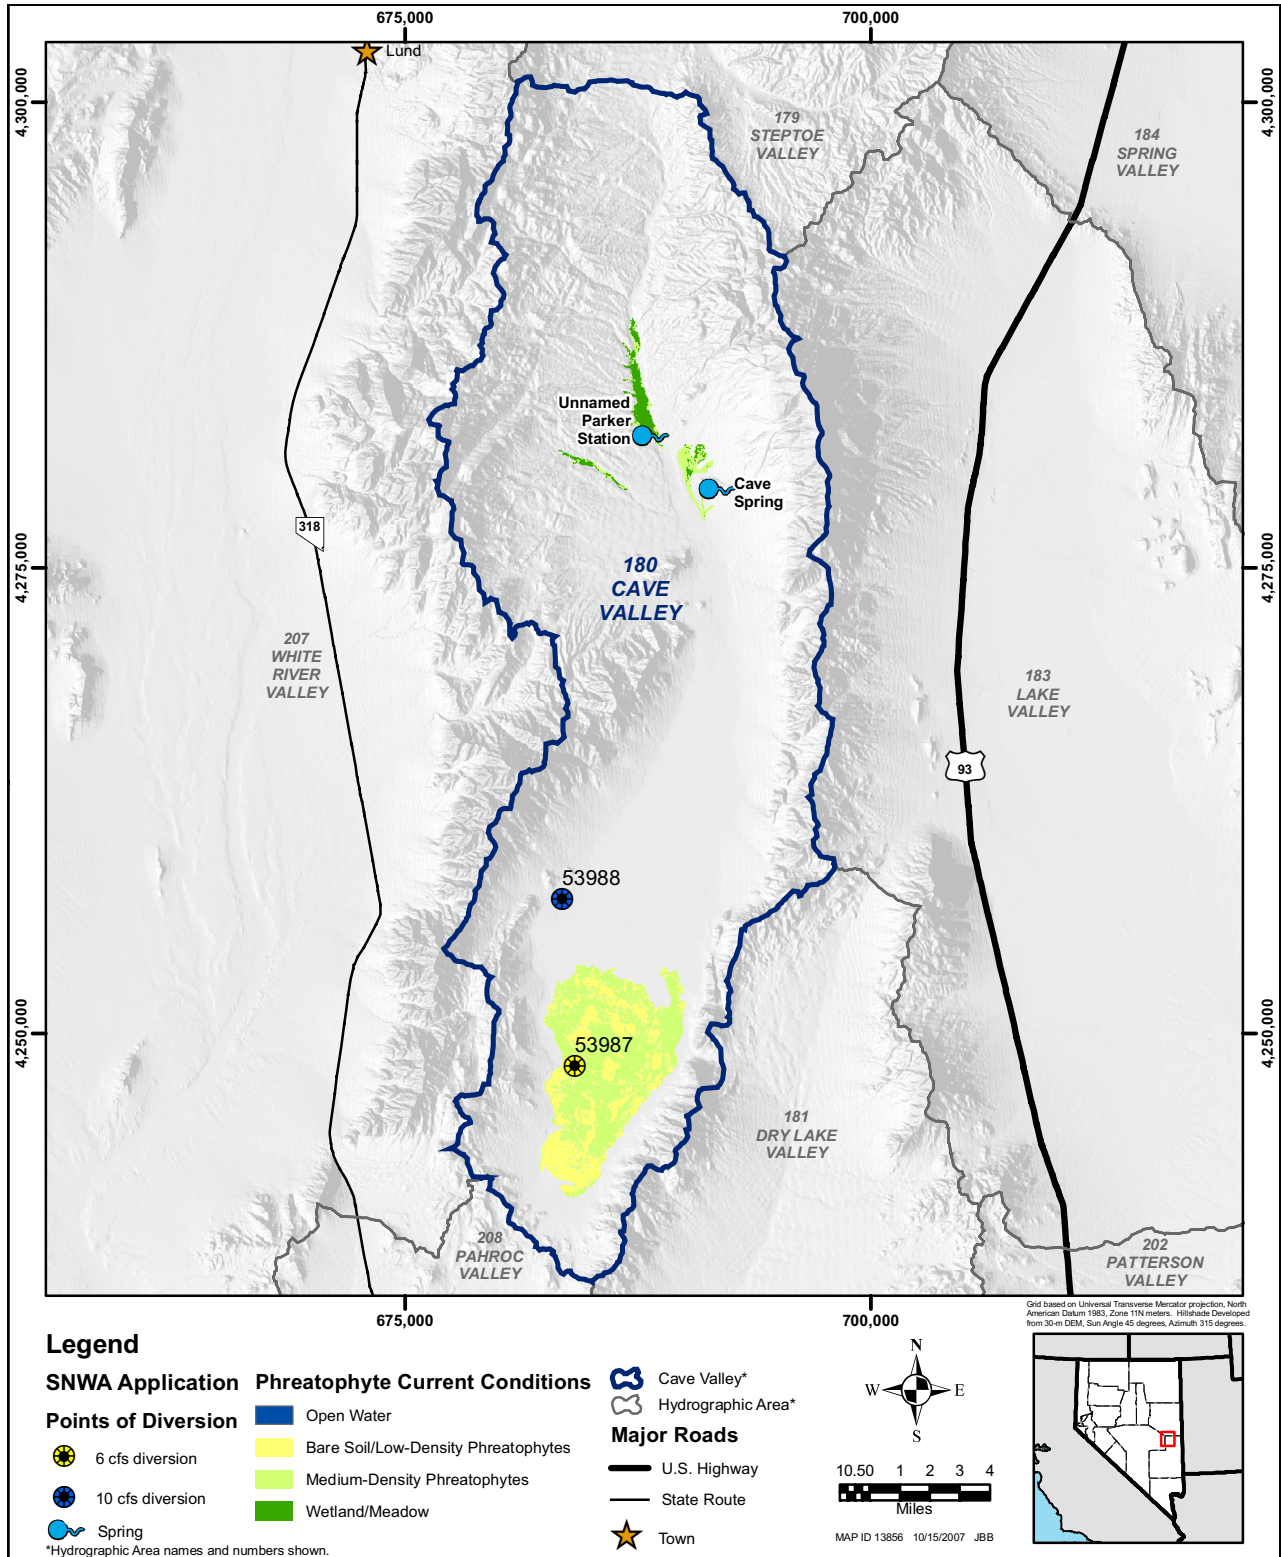 675,000
700,000
Lund
4,300,000
4,300,000
179
STEPTOE
VALLEY
184
SPRING
VALLEY
Unnamed
Parker
Station
Cave
Spring
318
4,275,000
4,275,000
180
CAVE
VALLEY
207
WHITE
RIVER
VALLEY
183
LAKE
VALLEY
93
53988
53987
4,250,000
4,250,000
181
DRY LAKE
VALLEY
208
PAHROC
VALLEY
202
PATTERSON
VALLEY
675,000
700,000
Grid based on Universal Transverse Mercator projection, North
American Datum 1983, Zone 11N meters. Hillshade Developed
from 30-m DEM, Sun Angle 45 degrees, Azimuth 315 degrees.
Legend
SNWA Application
Points of Diversion
6 cfs diversion
10 cfs diversion
Spring
*Hydrographic Area names and numbers shown.
Phreatophyte Current Conditions
Open Water
Bare Soil/Low-Density Phreatophytes
Medium-Density Phreatophytes
Wetland/Meadow
Cave Valley*
Hydrographic Area*
Major Roads
U.S. Highway
State Route
Town
N
W E
S
10.50 1 2 3 4
Miles
MAP ID 13856 10/15/2007 JBB